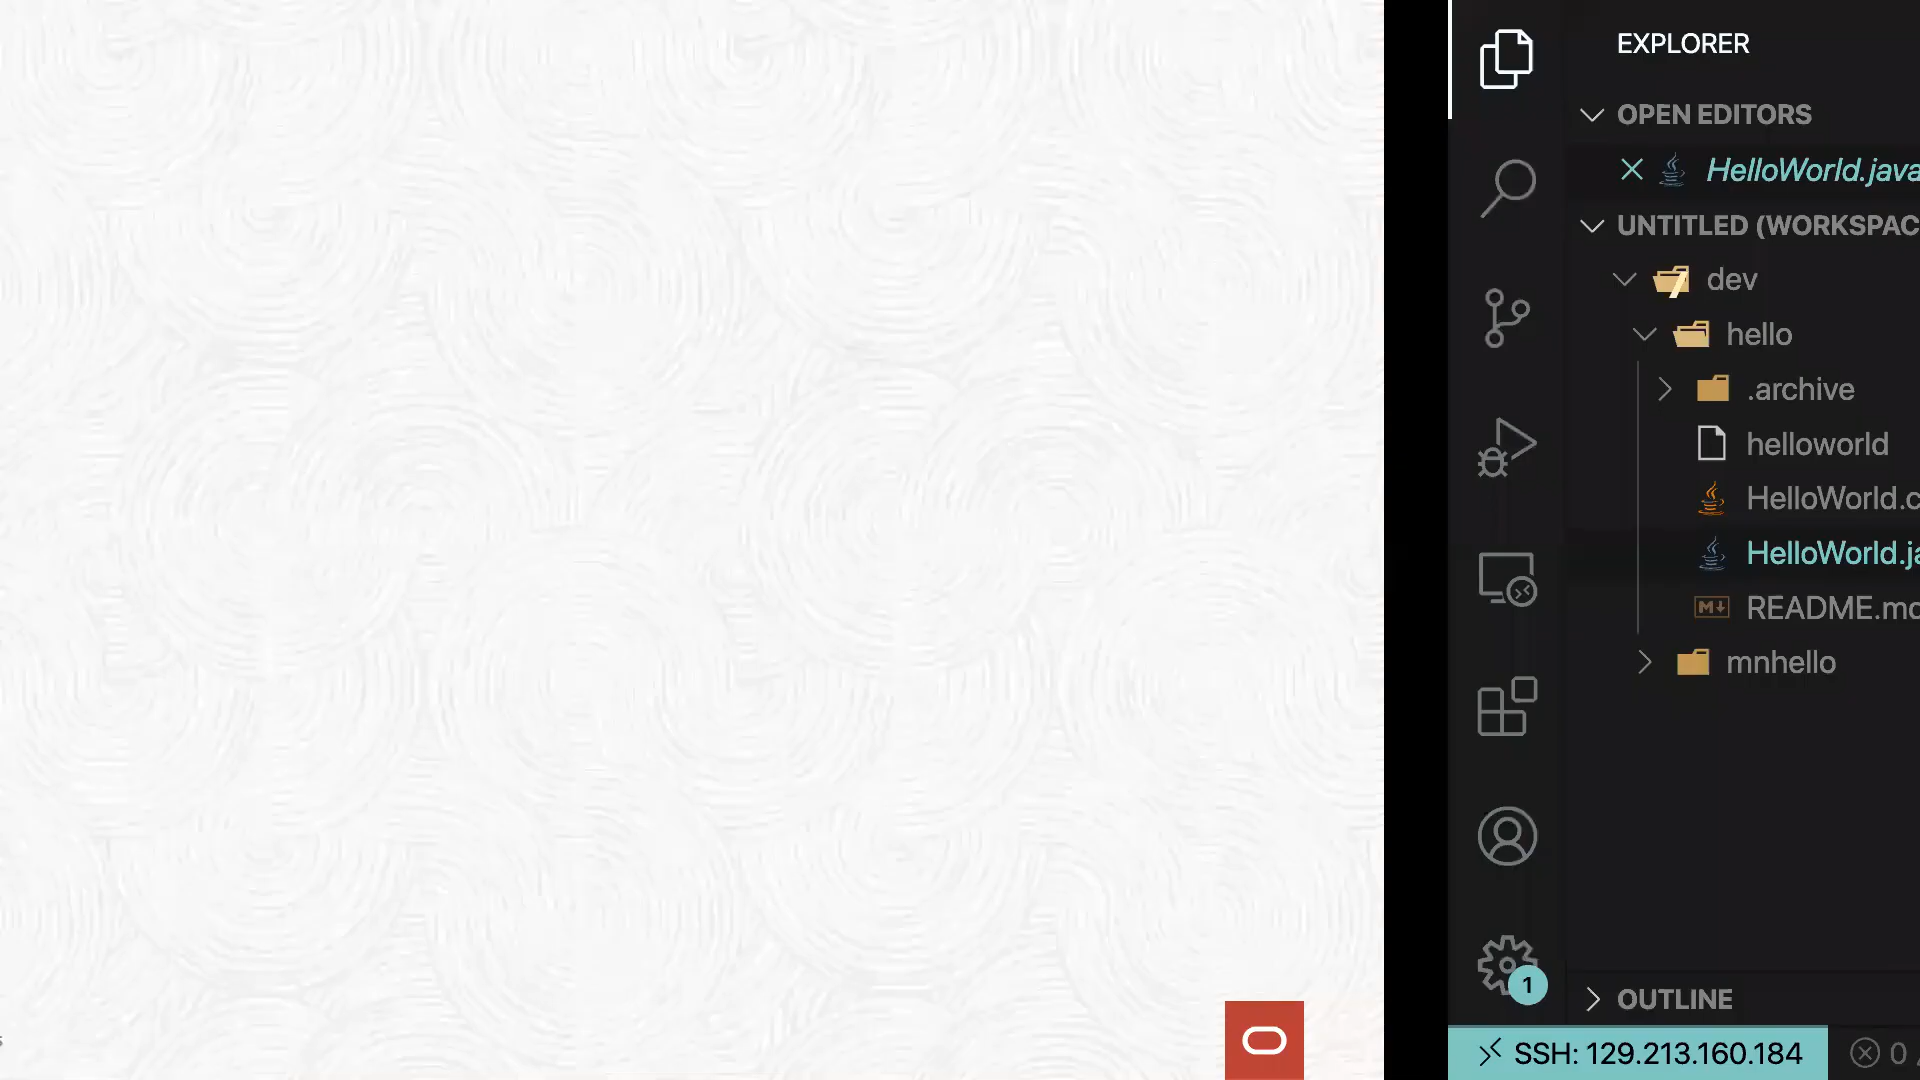 EXPLORER
OPEN EDITORS
HelloWorld.java
UNTITLED (WORKSPAC
dev
hello
.archive
helloworld
HelloWorld.c
HelloWorld.ja
README.md
mnhello
1
OUTLINE
SSH: 129.213.160.184
0